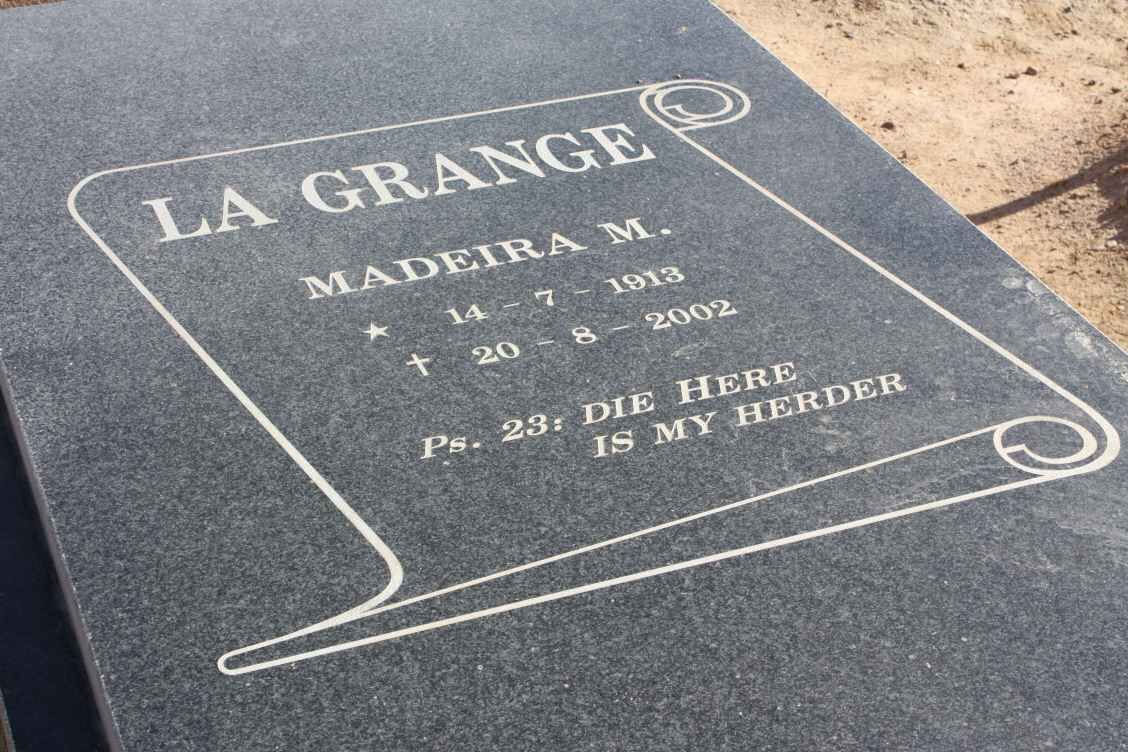 LA GRANGE
MADEIRA M.
★ 14 - 7 - 1913
✝ 20 - 8 - 2002
Ps. 23: DIE HERE
IS MY HERDER